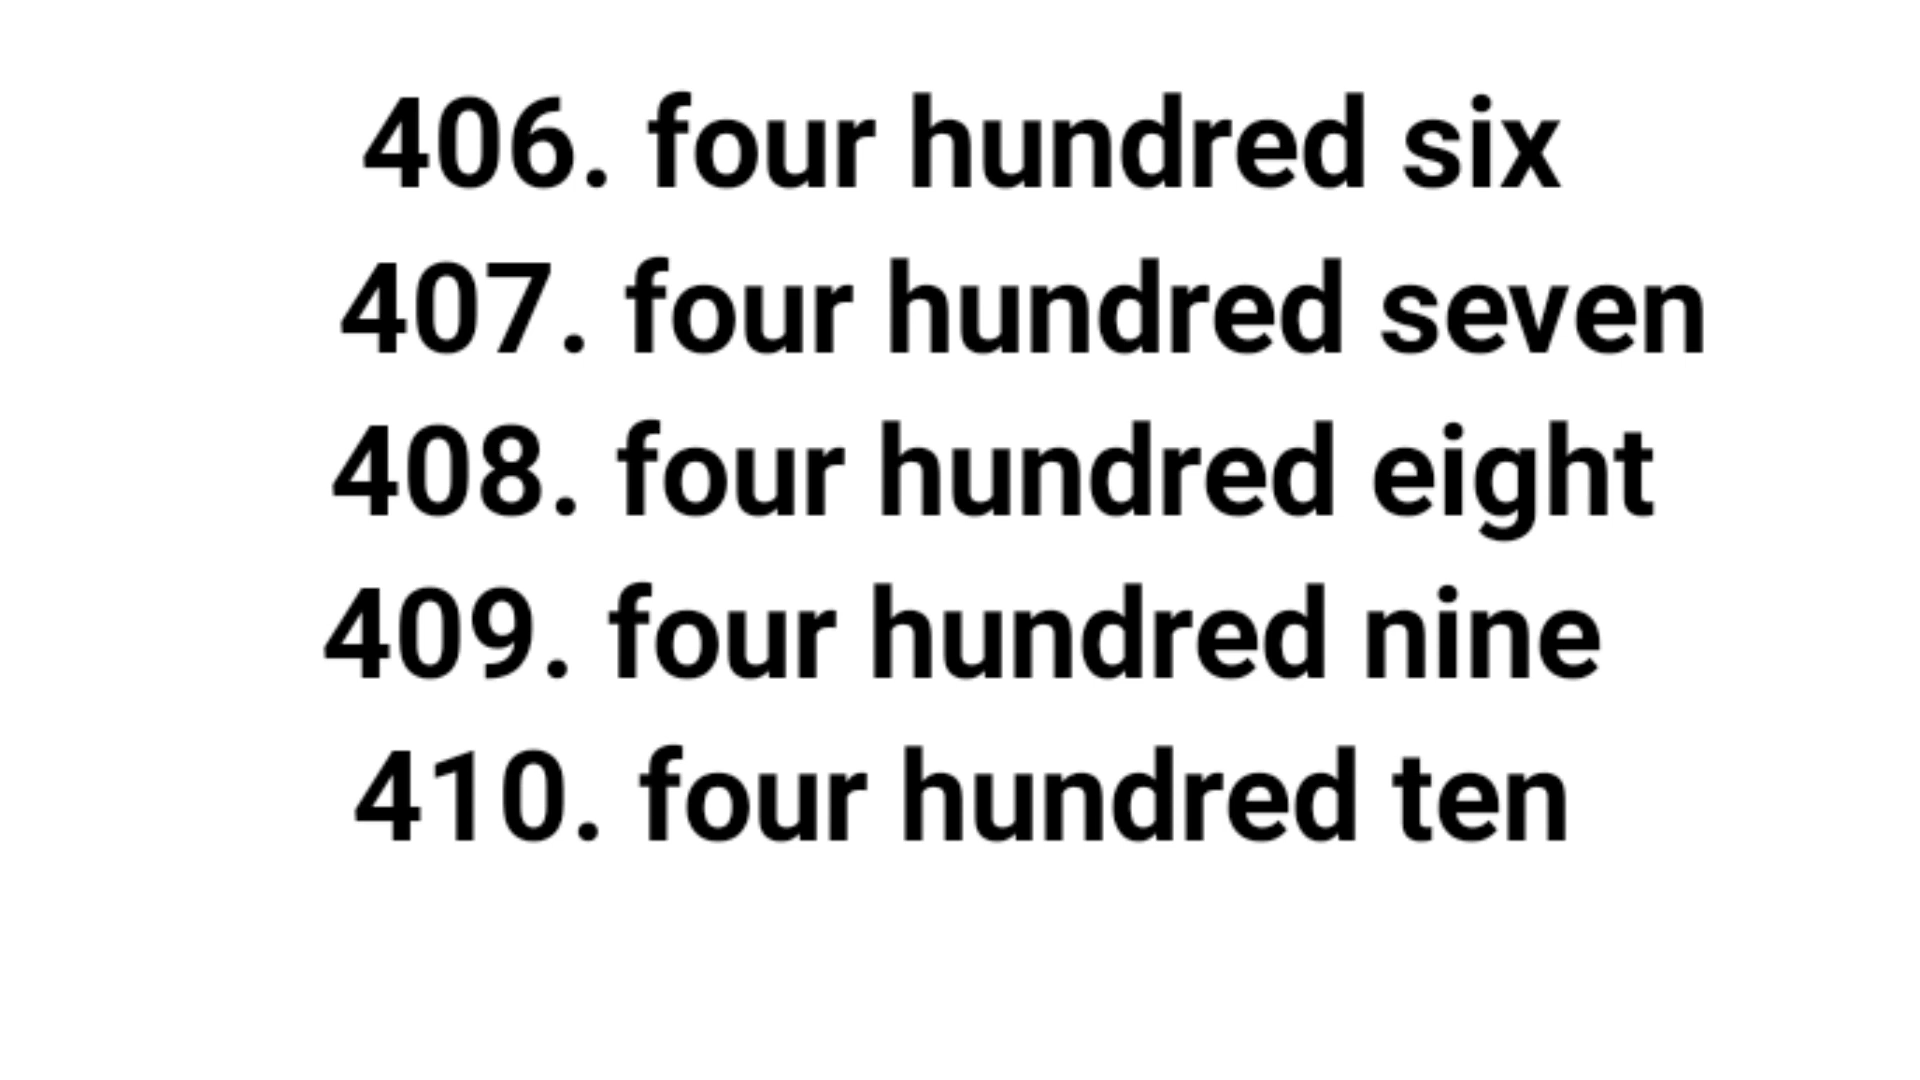 406. four hundred six
407. four hundred seven
408. four hundred eight
409. four hundred nine
410. four hundred ten